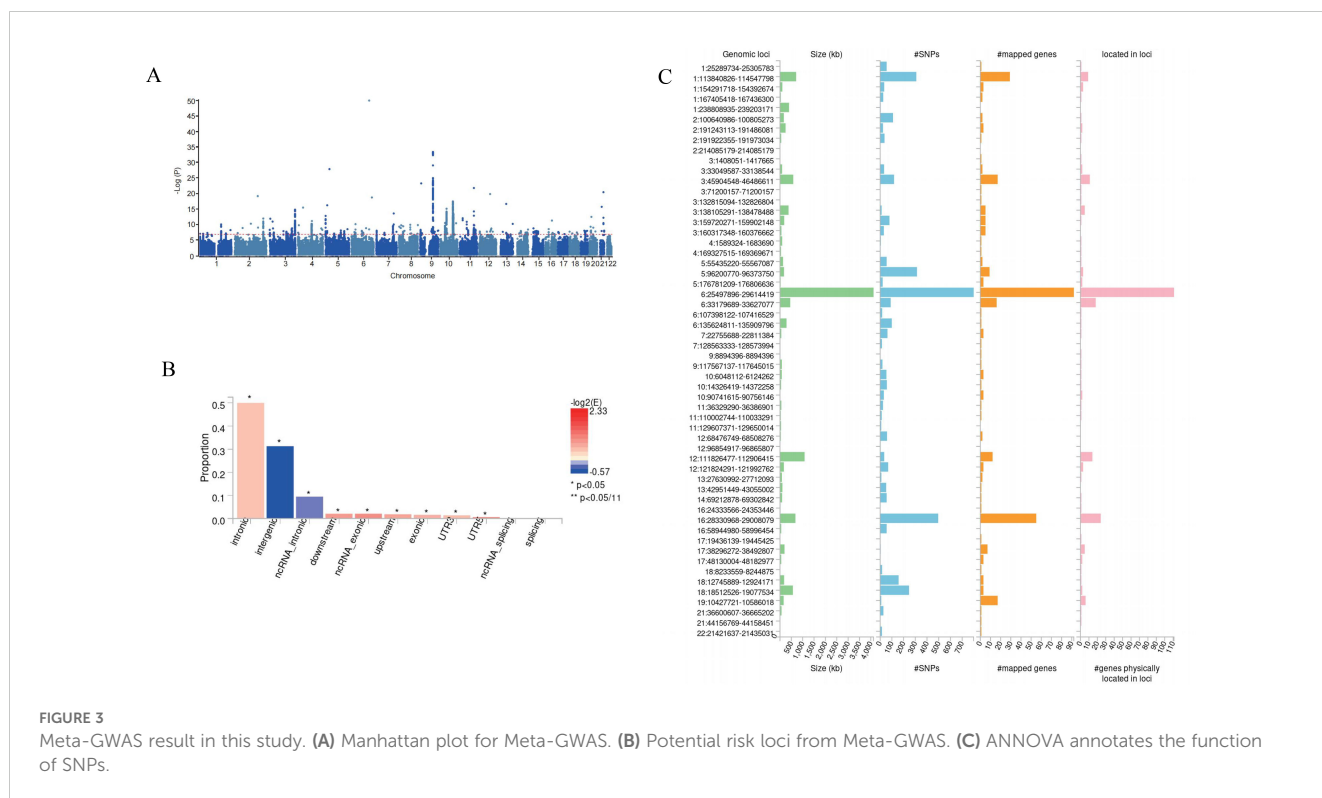 A
-Log (P)
50
45
40
35
30
25
20
15
10
5
0
1 2 3 4 5 6 7 8 9 10 11 12 13 14 15 16 17 18 19 20 21 22
Chromosome
B
Proportion
0.5
0.4
0.3
0.2
0.1
0.0
* * * * * * * * *
intronic
intergenic
ncRNA_intronic
downstream
ncRNA_exonic
upstream
exonic
UTR3
UTR5
ncRNA_splicing
splicing
-log2(E)
2.33
-0.57
* p<0.05
** p<0.05/11
C
Genomic loci Size (kb) #SNPs #mapped genes located in loci
1:25289734-25305783
1:113840826-114547798
1:154291718-154392674
1:167405418-167436300
1:238808935-239203171
2:100640986-100805273
2:191243113-191486081
2:191922355-191973034
2:214085179-214085179
3:1408051-1417665
3:33049587-33138544
3:45904548-46486611
3:71200157-71200157
3:132815094-132826804
3:138105291-138478488
3:159720271-159902148
3:160317348-160376662
4:1589324-1683690
4:169327515-169369671
5:55435220-55567087
5:96200770-96373750
5:176781209-176806636
6:25497896-29614419
6:33179689-33627077
6:107398122-107416529
6:135624811-135909796
7:22755688-22811384
7:128563333-128573994
9:8894396-8894396
9:117567137-117645015
10:6048112-6124262
10:14326419-14372258
10:90741615-90756146
11:36329290-36386901
11:110002744-110033291
11:129607371-129650014
12:68476749-68508276
12:96854917-96865807
12:111826477-112906415
12:121824291-121992762
13:27630992-27712093
13:42951449-43055002
14:69212878-69302842
16:24333566-24353446
16:28330968-29008079
16:58944980-58996454
17:19436139-19445425
17:38296272-38492807
17:48130004-48182977
18:8233559-8244875
18:12745889-12924171
18:18512526-19077534
19:10427721-10586018
21:36600607-36665202
21:44156769-44158451
22:21421637-21435031
0 500 1,000 1,500 2,000 2,500 3,000 3,500 4,000
0 100 200 300 400 500 600 700
0 10 20 30 40 50 60 70 80 90
0 10 20 30 40 50 60 70 80 90 100 110
Size (kb) #SNPs #mapped genes #genes physically
located in loci
FIGURE 3
Meta-GWAS result in this study. (A) Manhattan plot for Meta-GWAS. (B) Potential risk loci from Meta-GWAS. (C) ANNOVA annotates the function
of SNPs.